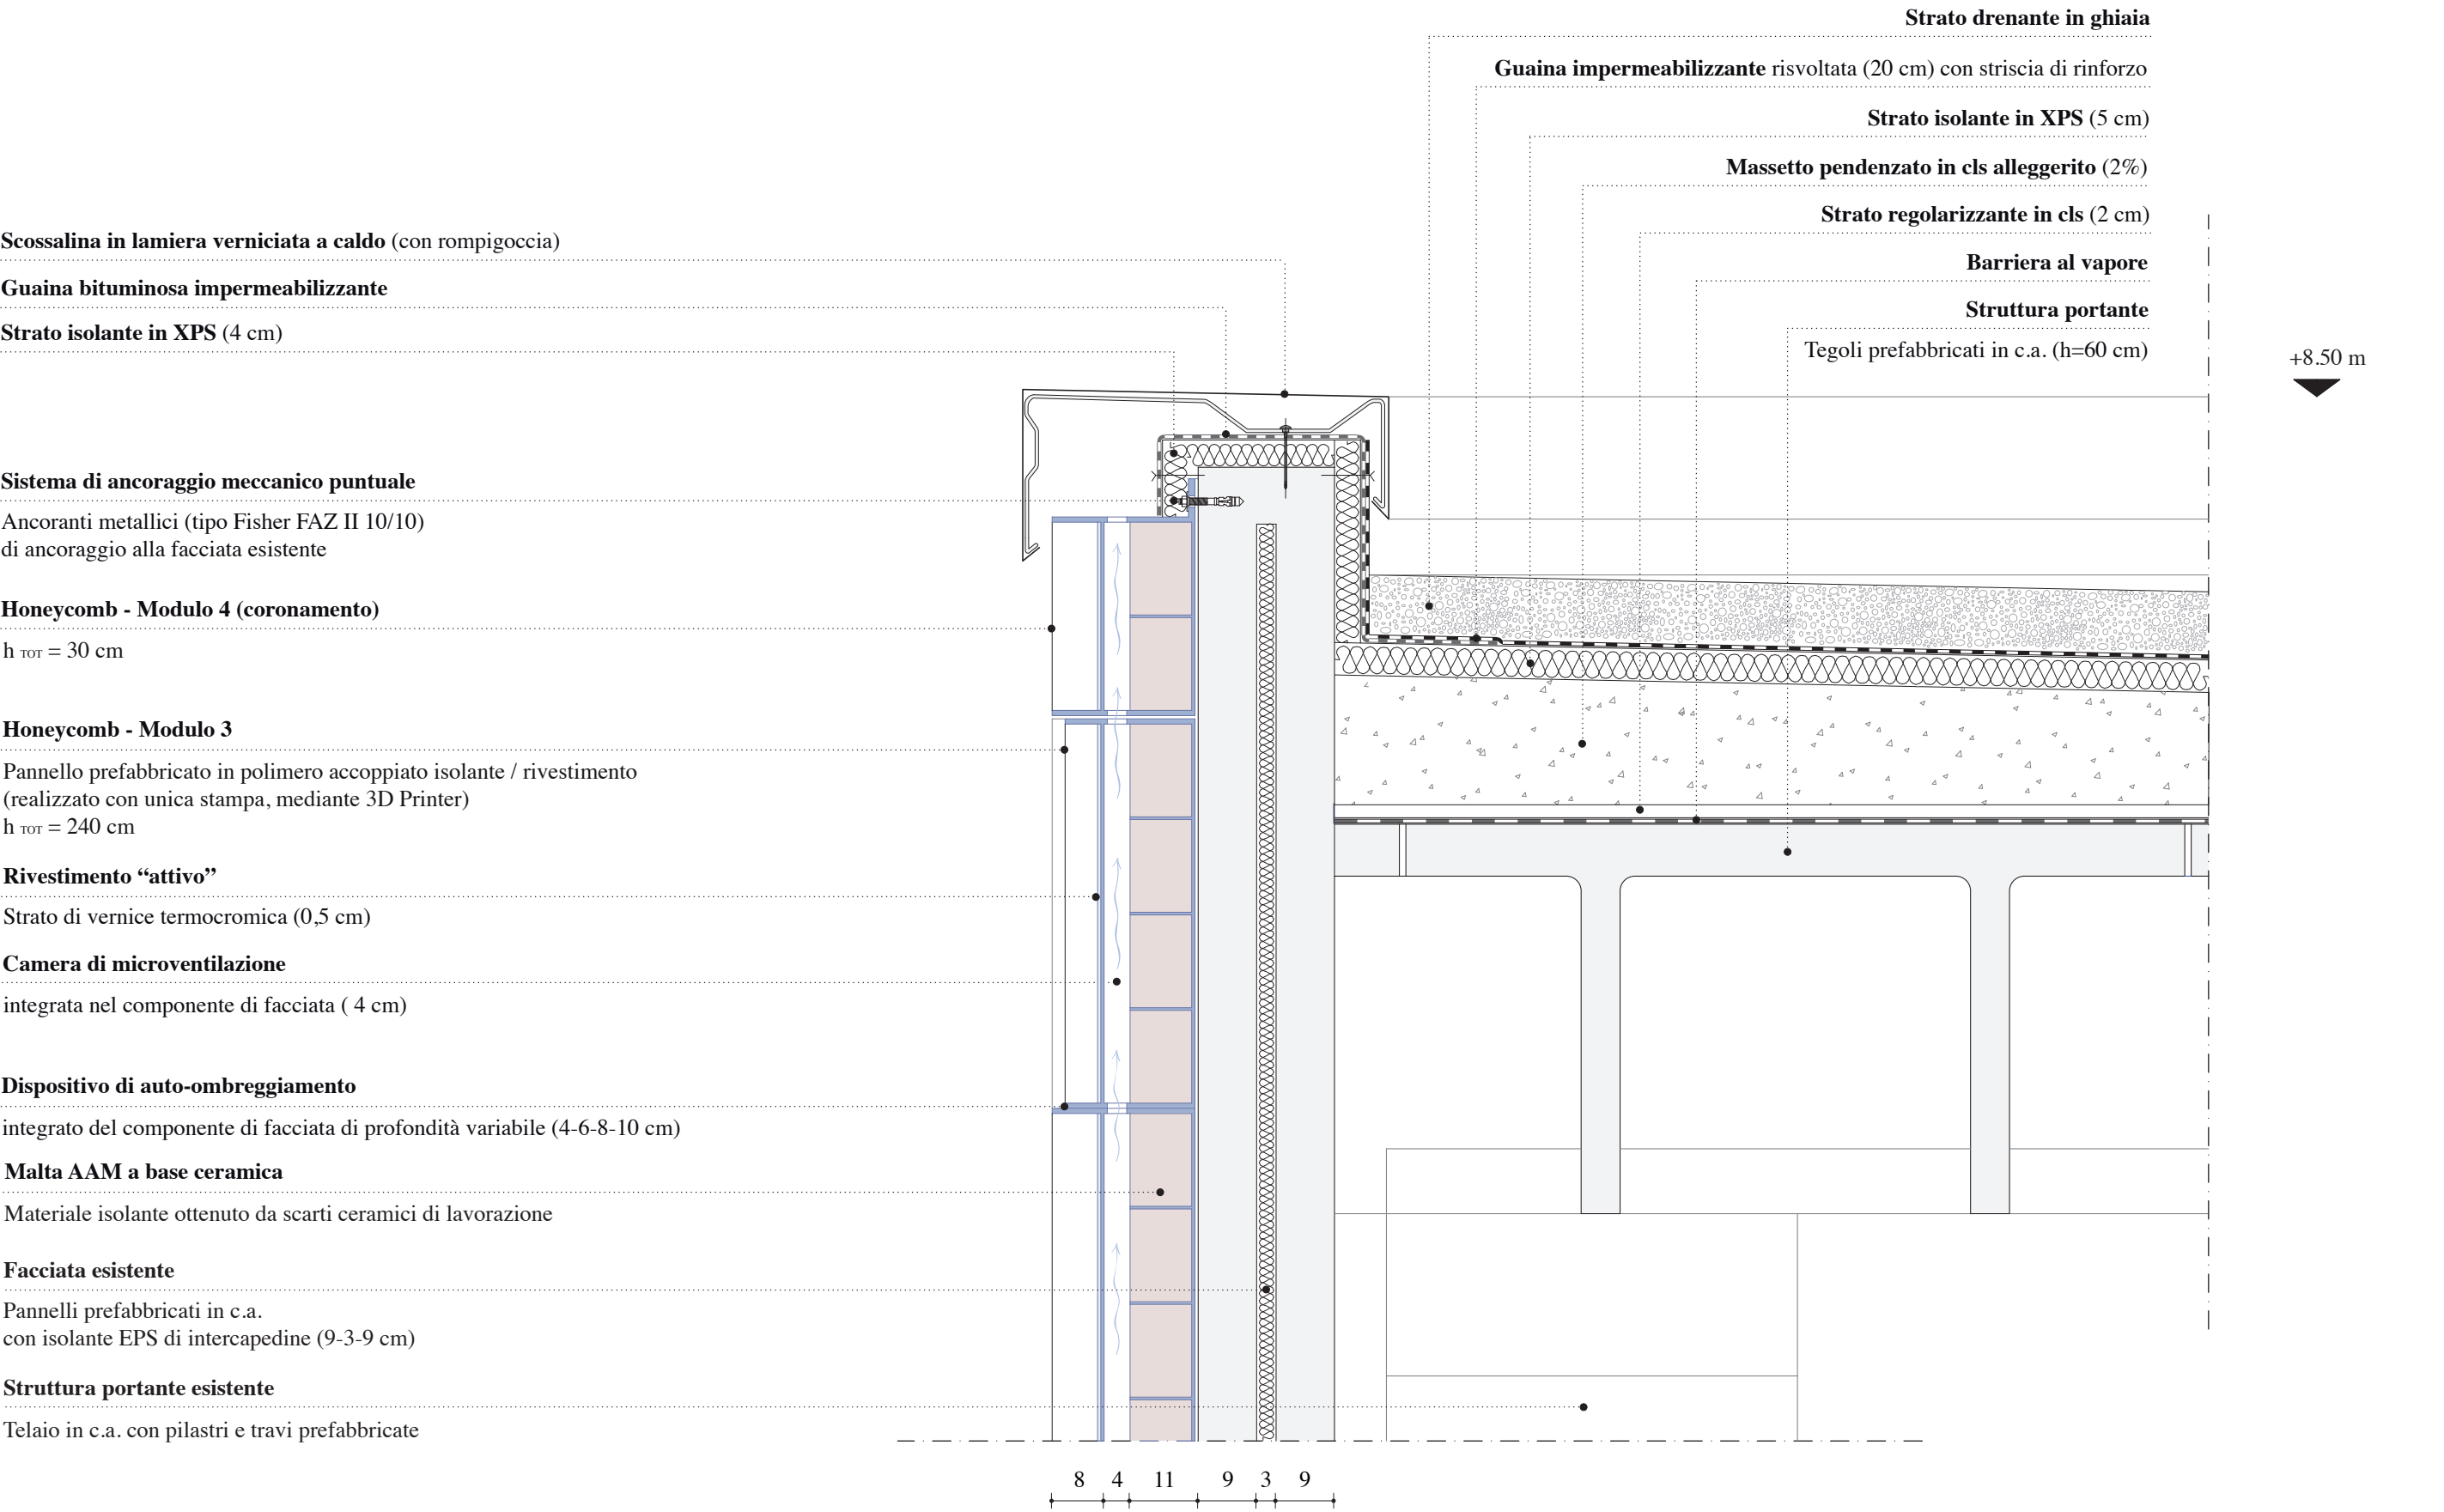 Strato drenante in ghiaia
Guaina impermeabilizzante risvoltata (20 cm) con striscia di rinforzo
Strato isolante in XPS (5 cm)
Massetto pendenzato in cls alleggerito (2%)
Strato regolarizzante in cls (2 cm)
Barriera al vapore
Struttura portante
Tegoli prefabbricati in c.a. (h=60 cm)
+8.50 m
Scossalina in lamiera verniciata a caldo (con rompigoccia)
Guaina bituminosa impermeabilizzante
Strato isolante in XPS (4 cm)
Sistema di ancoraggio meccanico puntuale
Ancoranti metallici (tipo Fisher FAZ II 10/10)
di ancoraggio alla facciata esistente
Honeycomb - Modulo 4 (coronamento)
h TOT = 30 cm
Honeycomb - Modulo 3
Pannello prefabbricato in polimero accoppiato isolante / rivestimento
(realizzato con unica stampa, mediante 3D Printer)
h TOT = 240 cm
Rivestimento “attivo”
Strato di vernice termocromica (0,5 cm)
Camera di microventilazione
integrata nel componente di facciata ( 4 cm)
Dispositivo di auto-ombreggiamento
integrato del componente di facciata di profondità variabile (4-6-8-10 cm)
Malta AAM a base ceramica
Materiale isolante ottenuto da scarti ceramici di lavorazione
Facciata esistente
Pannelli prefabbricati in c.a.
con isolante EPS di intercapedine (9-3-9 cm)
Struttura portante esistente
Telaio in c.a. con pilastri e travi prefabbricate
8 4 11 9 3 9